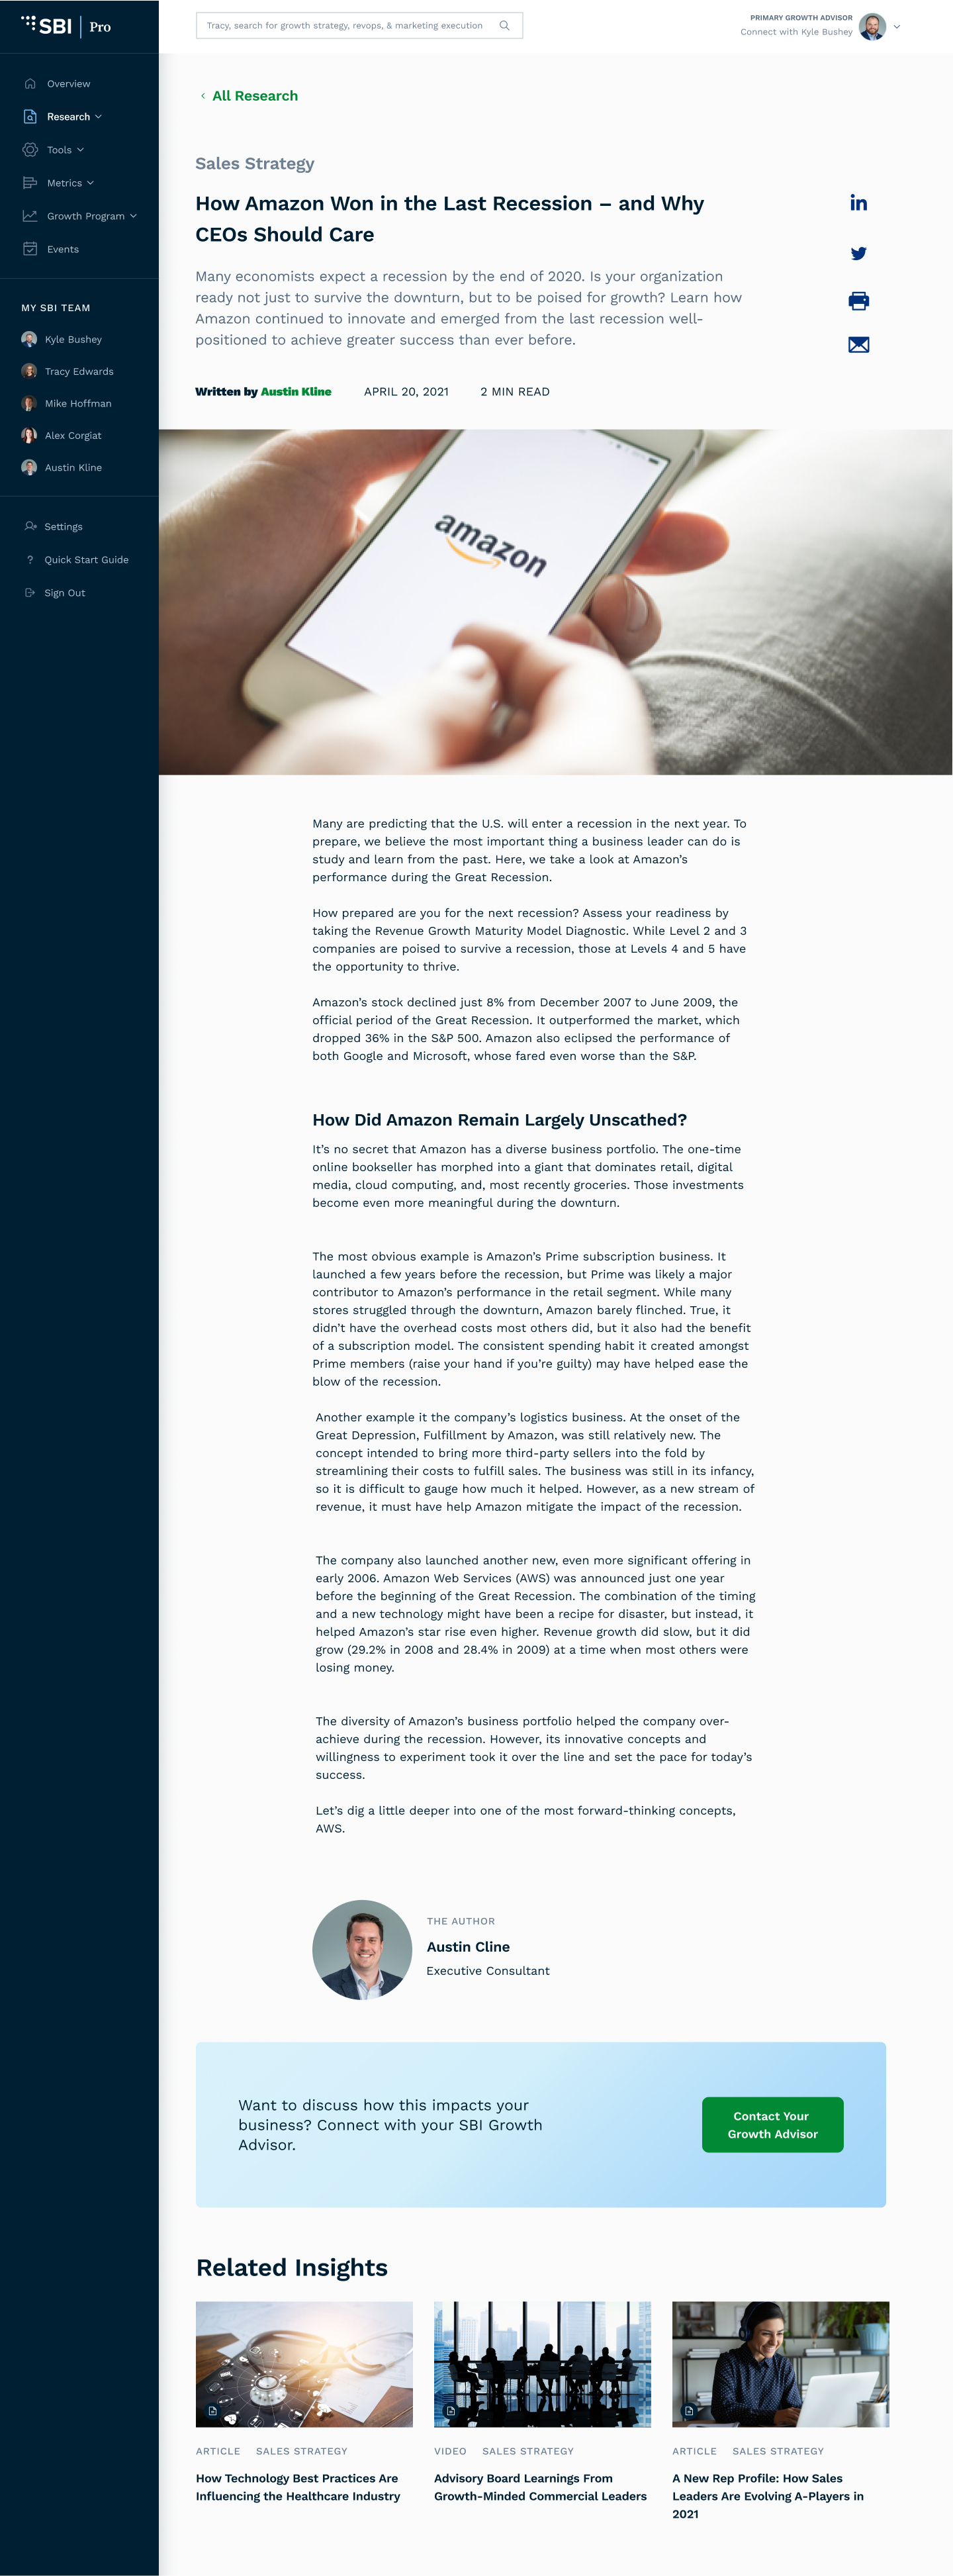 SBI | Pro
Tracy, search for growth strategy, revops, & marketing execution
PRIMARY GROWTH ADVISOR
Connect with Kyle Bushey
Overview
Research
Tools
Metrics
Growth Program
Events
MY SBI TEAM
Kyle Bushey
Tracy Edwards
Mike Hoffman
Alex Corgiat
Austin Kline
Settings
? Quick Start Guide
Sign Out
All Research
Sales Strategy
How Amazon Won in the Last Recession – and Why
CEOs Should Care
Many economists expect a recession by the end of 2020. Is your organization
ready not just to survive the downturn, but to be poised for growth? Learn how
Amazon continued to innovate and emerged from the last recession well-
positioned to achieve greater success than ever before.
Written by Austin Kline APRIL 20, 2021 2 MIN READ
amazon
Many are predicting that the U.S. will enter a recession in the next year. To
prepare, we believe the most important thing a business leader can do is
study and learn from the past. Here, we take a look at Amazon’s
performance during the Great Recession.
How prepared are you for the next recession? Assess your readiness by
taking the Revenue Growth Maturity Model Diagnostic. While Level 2 and 3
companies are poised to survive a recession, those at Levels 4 and 5 have
the opportunity to thrive.
Amazon’s stock declined just 8% from December 2007 to June 2009, the
official period of the Great Recession. It outperformed the market, which
dropped 36% in the S&P 500. Amazon also eclipsed the performance of
both Google and Microsoft, whose fared even worse than the S&P.
How Did Amazon Remain Largely Unscathed?
It’s no secret that Amazon has a diverse business portfolio. The one-time
online bookseller has morphed into a giant that dominates retail, digital
media, cloud computing, and, most recently groceries. Those investments
become even more meaningful during the downturn.
The most obvious example is Amazon’s Prime subscription business. It
launched a few years before the recession, but Prime was likely a major
contributor to Amazon’s performance in the retail segment. While many
stores struggled through the downturn, Amazon barely flinched. True, it
didn’t have the overhead costs most others did, but it also had the benefit
of a subscription model. The consistent spending habit it created amongst
Prime members (raise your hand if you’re guilty) may have helped ease the
blow of the recession.
Another example it the company’s logistics business. At the onset of the
Great Depression, Fulfillment by Amazon, was still relatively new. The
concept intended to bring more third-party sellers into the fold by
streamlining their costs to fulfill sales. The business was still in its infancy,
so it is difficult to gauge how much it helped. However, as a new stream of
revenue, it must have help Amazon mitigate the impact of the recession.
The company also launched another new, even more significant offering in
early 2006. Amazon Web Services (AWS) was announced just one year
before the beginning of the Great Recession. The combination of the timing
and a new technology might have been a recipe for disaster, but instead, it
helped Amazon’s star rise even higher. Revenue growth did slow, but it did
grow (29.2% in 2008 and 28.4% in 2009) at a time when most others were
losing money.
The diversity of Amazon’s business portfolio helped the company over-
achieve during the recession. However, its innovative concepts and
willingness to experiment took it over the line and set the pace for today’s
success.
Let’s dig a little deeper into one of the most forward-thinking concepts,
AWS.
THE AUTHOR
Austin Cline
Executive Consultant
Want to discuss how this impacts your
business? Connect with your SBI Growth
Advisor.
Contact Your
Growth Advisor
Related Insights
ARTICLE SALES STRATEGY
How Technology Best Practices Are
Influencing the Healthcare Industry
VIDEO SALES STRATEGY
Advisory Board Learnings From
Growth-Minded Commercial Leaders
ARTICLE SALES STRATEGY
A New Rep Profile: How Sales
Leaders Are Evolving A-Players in
2021